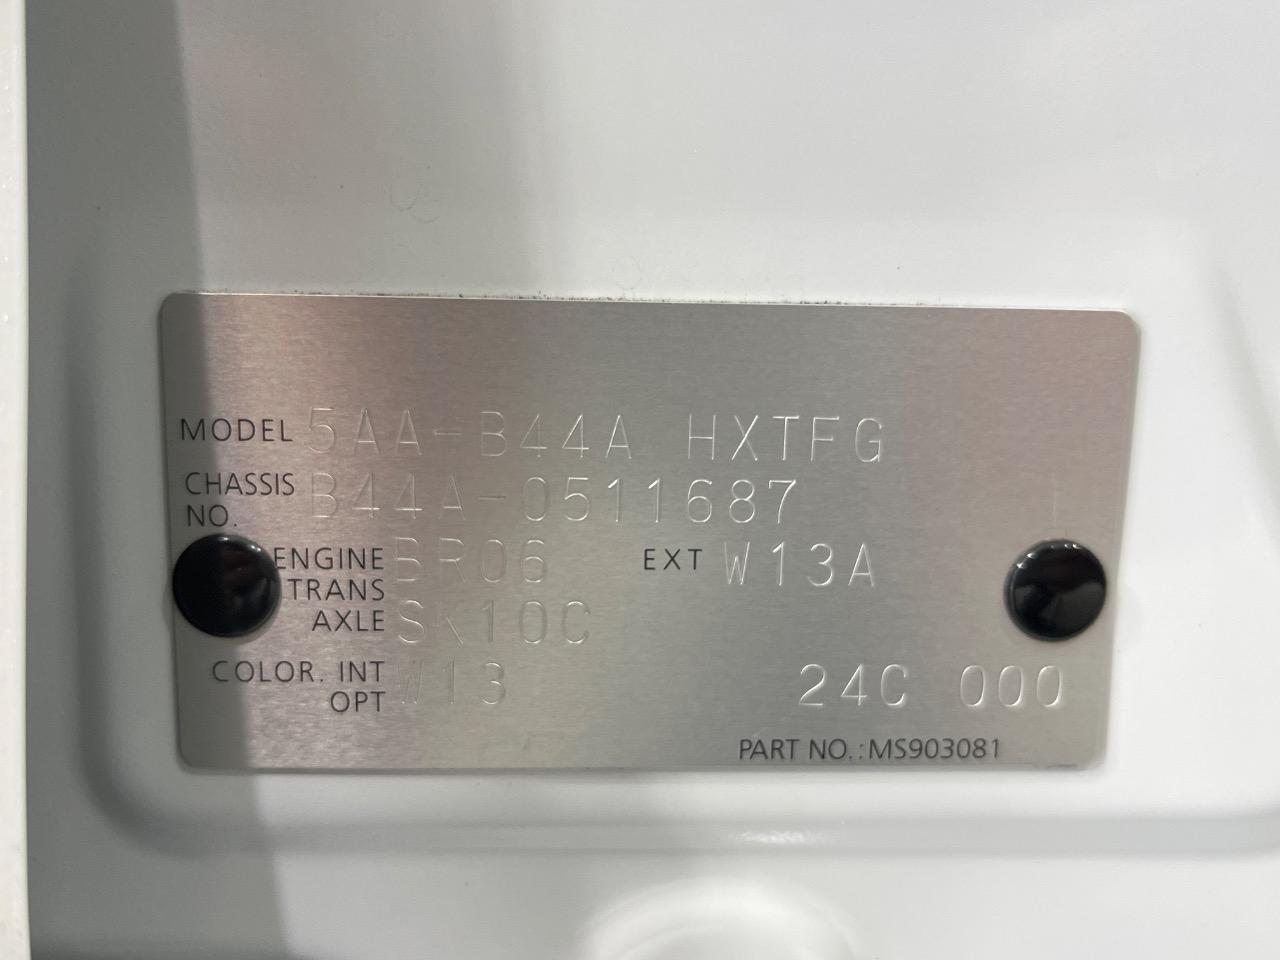 MODEL 5AA-B44A HXTFG
CHASSIS NO. B44A-0511687
ENGINE BR06 EXT W13A
TRANS AXLE SK10C
COLOR. INT W13
OPT 24C 000
PART NO.:MS903081